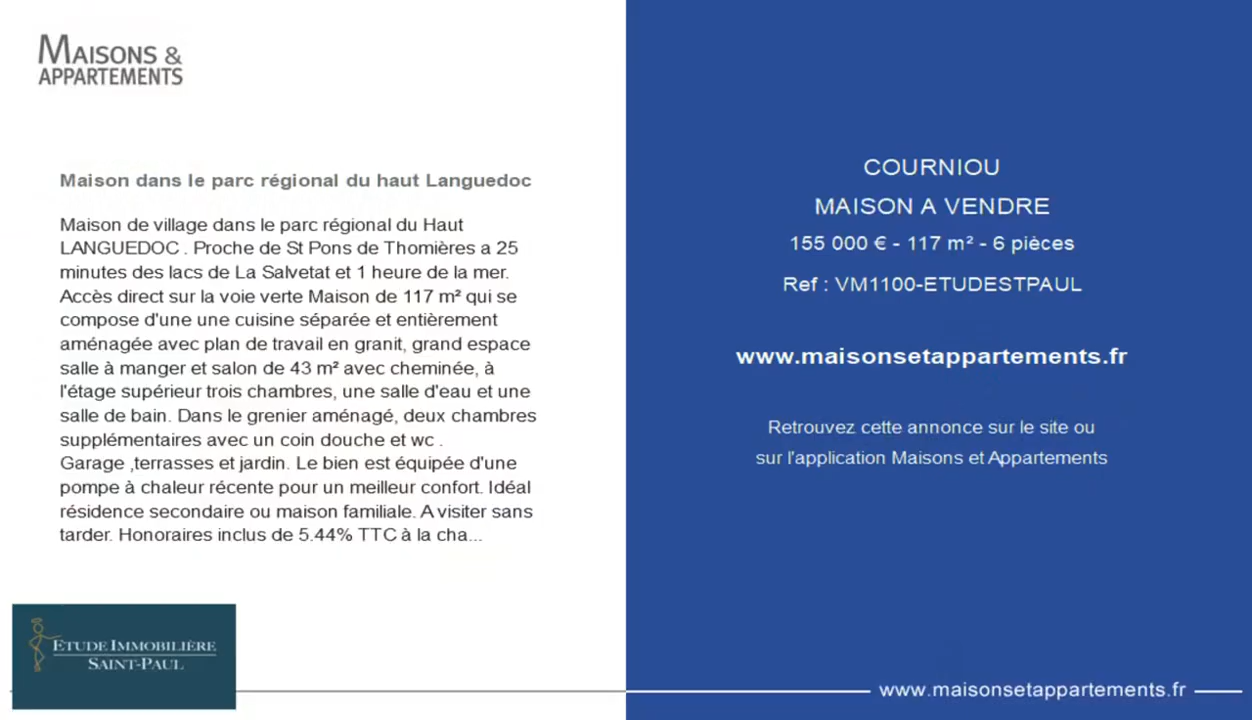 MAISONS &
APPARTEMENTS
Maison dans le parc régional du haut Languedoc
Maison de village dans le parc régional du Haut
LANGUEDOC . Proche de St Pons de Thomières a 25
minutes des lacs de La Salvetat et 1 heure de la mer.
Accès direct sur la voie verte Maison de 117 m² qui se
compose d'une une cuisine séparée et entièrement
aménagée avec plan de travail en granit, grand espace
salle à manger et salon de 43 m² avec cheminée, à
l'étage supérieur trois chambres, une salle d'eau et une
salle de bain. Dans le grenier aménagé, deux chambres
supplémentaires avec un coin douche et wc .
Garage ,terrasses et jardin. Le bien est équipée d'une
pompe à chaleur récente pour un meilleur confort. Idéal
résidence secondaire ou maison familiale. A visiter sans
tarder. Honoraires inclus de 5.44% TTC à la cha...
ETUDE IMMOBILIÈRE
SAINT-PAUL
COURNIOU
MAISON A VENDRE
155 000 € - 117 m² - 6 pièces
Ref : VM1100-ETUDESTPAUL
www.maisonsetappartements.fr
Retrouvez cette annonce sur le site ou
sur l'application Maisons et Appartements
www.maisonsetappartements.fr